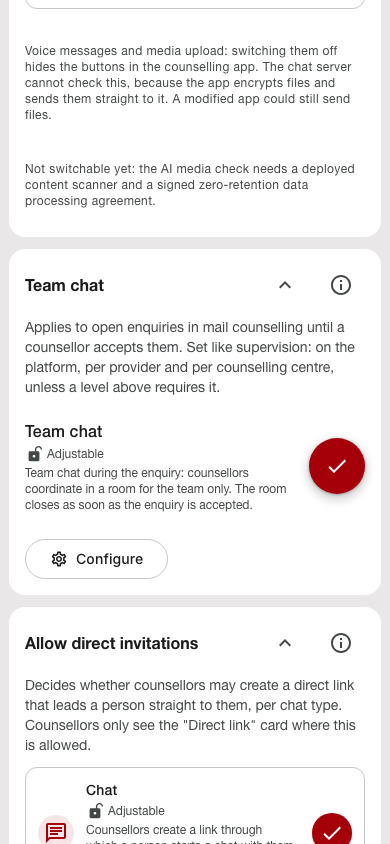 Voice messages and media upload: switching them off
hides the buttons in the counselling app. The chat server
cannot check this, because the app encrypts files and
sends them straight to it. A modified app could still send
files.
Not switchable yet: the AI media check needs a deployed
content scanner and a signed zero-retention data
processing agreement.
Team chat
Applies to open enquiries in mail counselling until a
counsellor accepts them. Set like supervision: on the
platform, per provider and per counselling centre,
unless a level above requires it.
Team chat
Adjustable
Team chat during the enquiry: counsellors
coordinate in a room for the team only. The room
closes as soon as the enquiry is accepted.
Configure
Allow direct invitations
Decides whether counsellors may create a direct link
that leads a person straight to them, per chat type.
Counsellors only see the "Direct link" card where this
is allowed.
Chat
Adjustable
Counsellors create a link through
which a person starts a chat with them